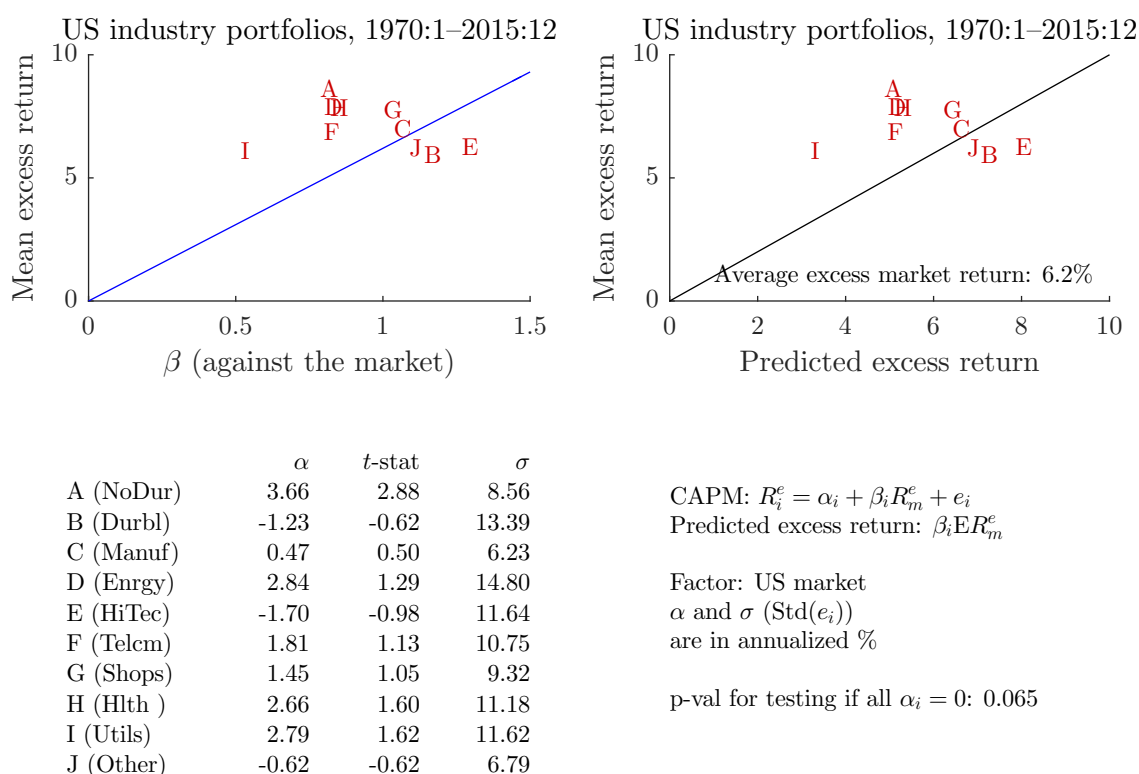 US industry portfolios, 1970:1–2015:12
10
5
0
Mean excess return
A
D
H
G
F
C
I
J
B
E
0 0.5 1 1.5
β (against the market)
US industry portfolios, 1970:1–2015:12
10
5
0
Mean excess return
A
D
H
G
F
C
I
J
B
E
Average excess market return: 6.2%
0 2 4 6 8 10
Predicted excess return
α t-stat σ
A (NoDur) 3.66 2.88 8.56
B (Durbl) -1.23 -0.62 13.39
C (Manuf) 0.47 0.50 6.23
D (Enrgy) 2.84 1.29 14.80
E (HiTec) -1.70 -0.98 11.64
F (Telcm) 1.81 1.13 10.75
G (Shops) 1.45 1.05 9.32
H (Hlth ) 2.66 1.60 11.18
I (Utils) 2.79 1.62 11.62
J (Other) -0.62 -0.62 6.79
CAPM: R_i^e = α_i + β_i R_m^e + e_i
Predicted excess return: β_i E R_m^e
Factor: US market
α and σ (Std(e_i))
are in annualized %
p-val for testing if all α_i = 0: 0.065